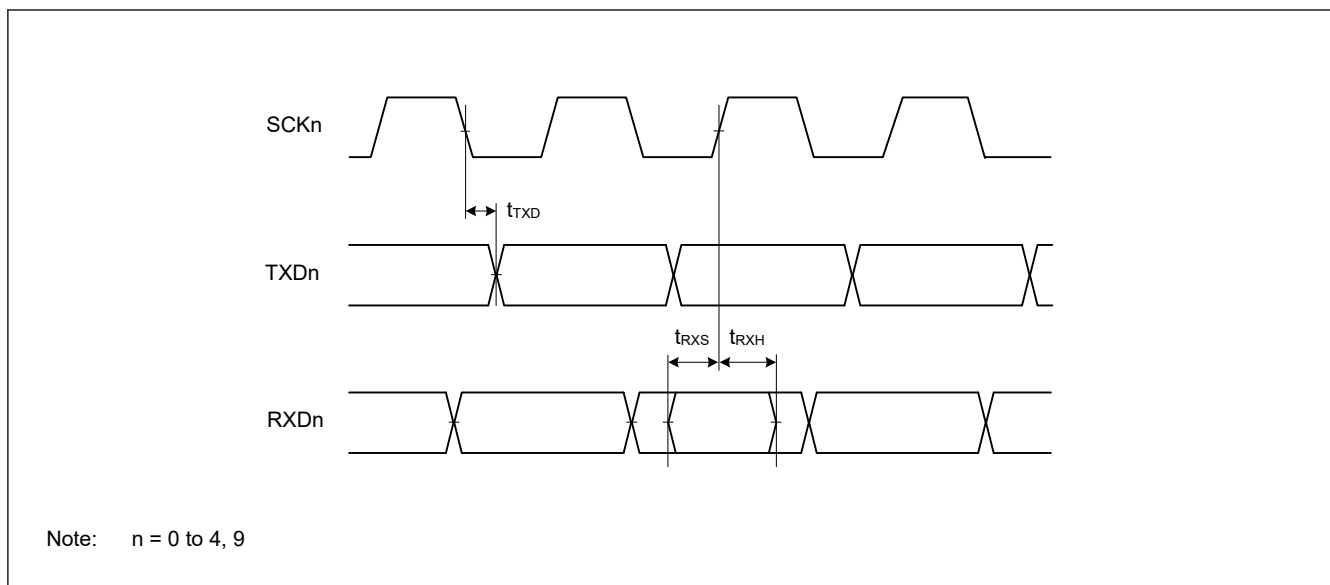 SCKn
tTXD
TXDn
tRXS tRXH
RXDn
Note: n = 0 to 4, 9